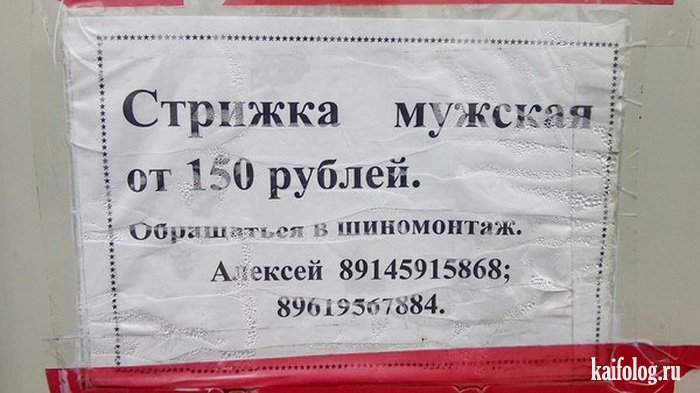 Стрижка мужская
от 150 рублей.
Обращаться в шиномонтаж.
Алексей 89145915868;
89619567884.
kaifolog.ru